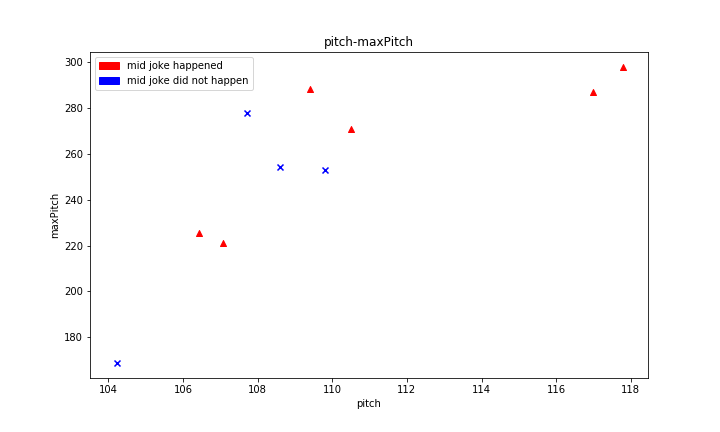 pitch-maxPitch
mid joke happened
mid joke did not happen
300
280
260
240
220
200
180
maxPitch
104 106 108 110 112 114 116 118
pitch